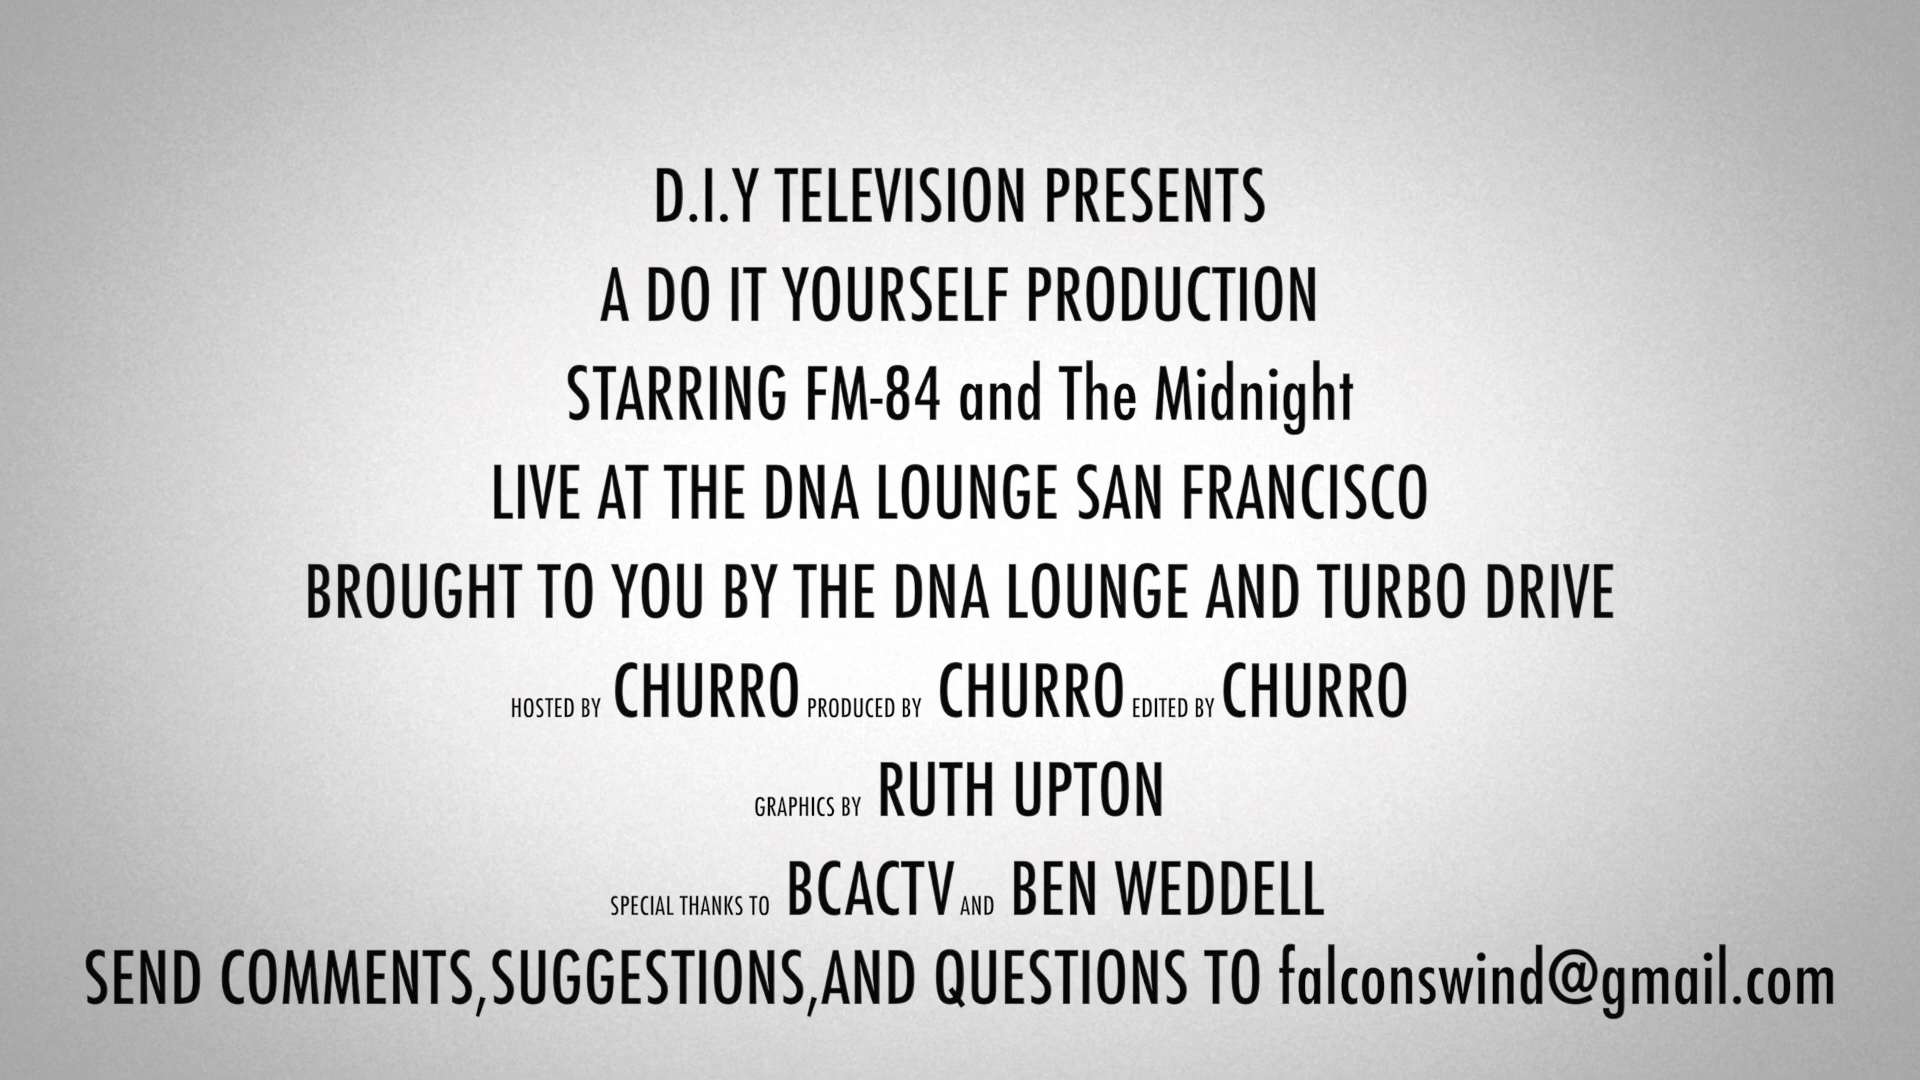 D.I.Y TELEVISION PRESENTS
A DO IT YOURSELF PRODUCTION
STARRING FM-84 and The Midnight
LIVE AT THE DNA LOUNGE SAN FRANCISCO
BROUGHT TO YOU BY THE DNA LOUNGE AND TURBO DRIVE
HOSTED BY CHURRO PRODUCED BY CHURRO EDITED BY CHURRO
GRAPHICS BY RUTH UPTON
SPECIAL THANKS TO BCACTV AND BEN WEDDELL
SEND COMMENTS,SUGGESTIONS,AND QUESTIONS TO falconswind@gmail.com